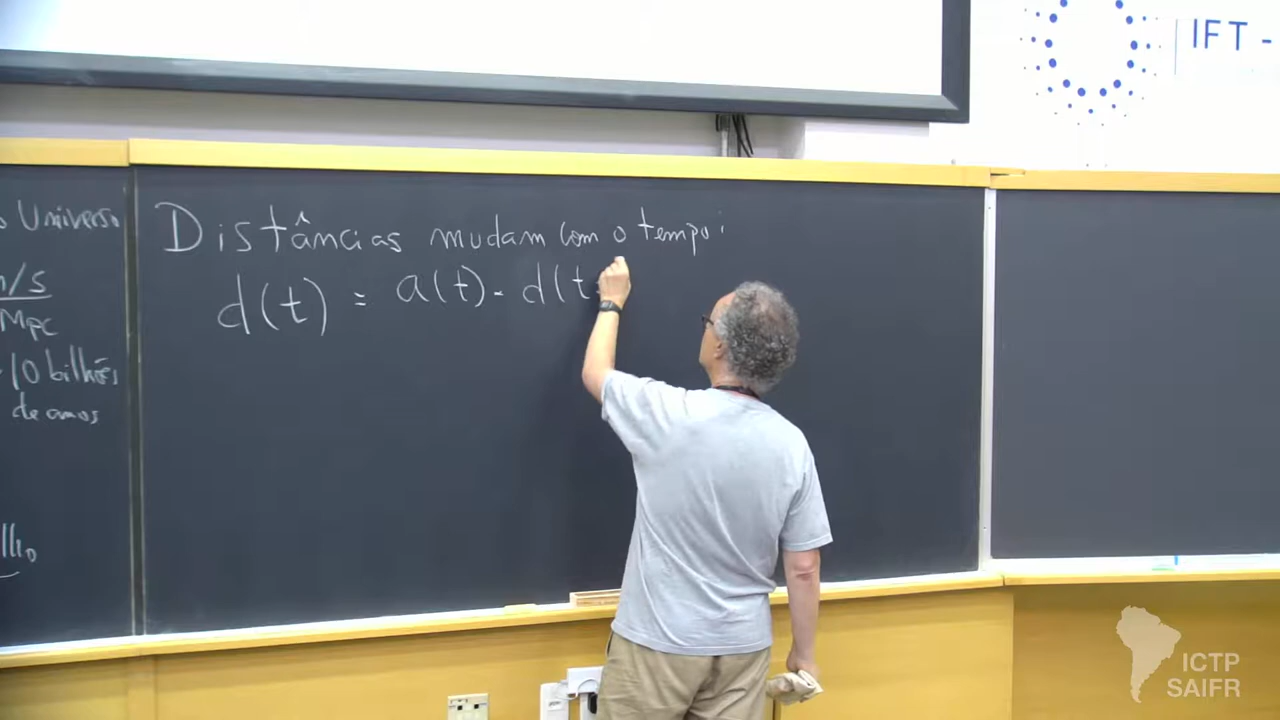 IFT -
Universo
m/s
Mpc
10 bilhões
de anos
Distâncias mudam com o tempo:
d(t) = a(t) . d(t
ICTP
SAIFR